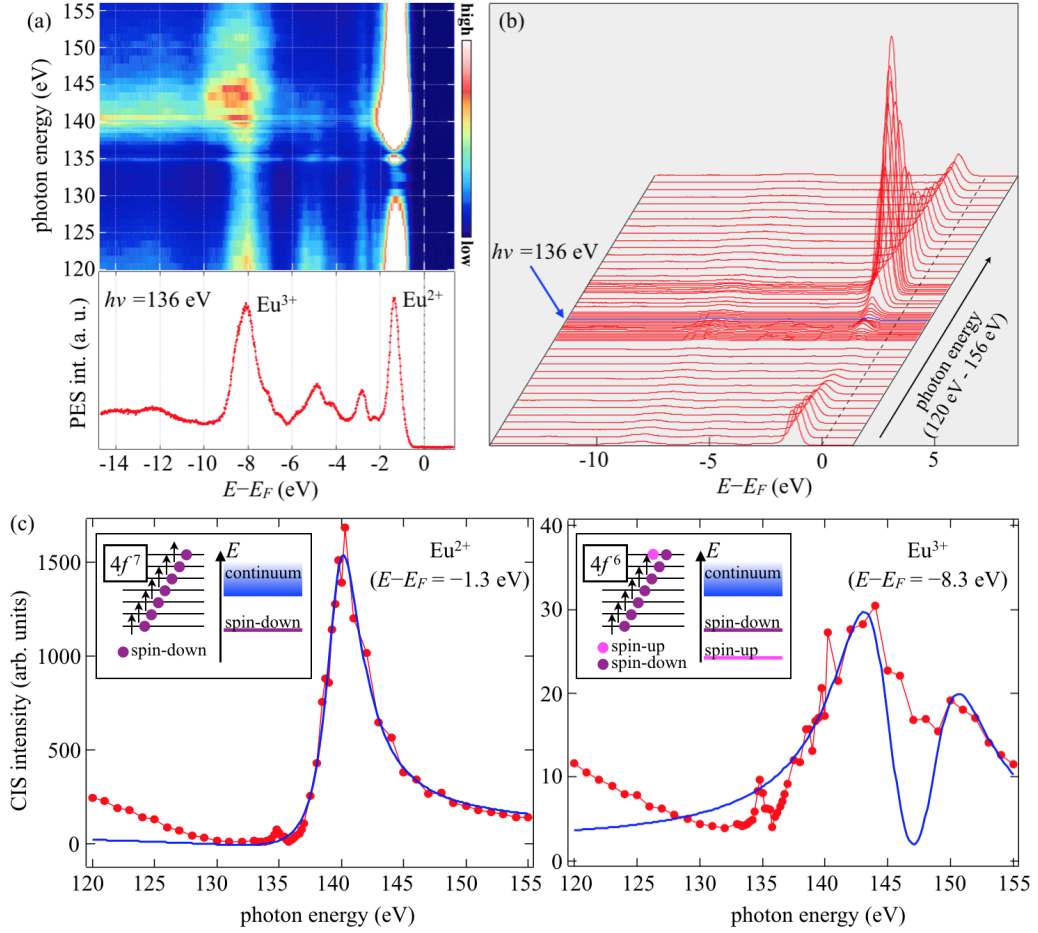 (a)
photon energy (eV)
155
150
145
140
135
130
125
120
high
low
hν =136 eV
Eu³⁺
Eu²⁺
PES int. (a. u.)
-14 -12 -10 -8 -6 -4 -2 0
E−E_F (eV)
(b)
hν =136 eV
photon energy
(120 eV - 156 eV)
-10 -5 0 5
E−E_F (eV)
(c)
CIS intensity (arb. units)
1500
1000
500
0
4f⁷
E
continuum
spin-down
spin-down
Eu²⁺
(E−E_F = −1.3 eV)
120 125 130 135 140 145 150 155
photon energy (eV)
40
30
20
10
0
4f⁶
E
continuum
spin-down
spin-up
spin-up
spin-down
Eu³⁺
(E−E_F = −8.3 eV)
120 125 130 135 140 145 150 155
photon energy (eV)